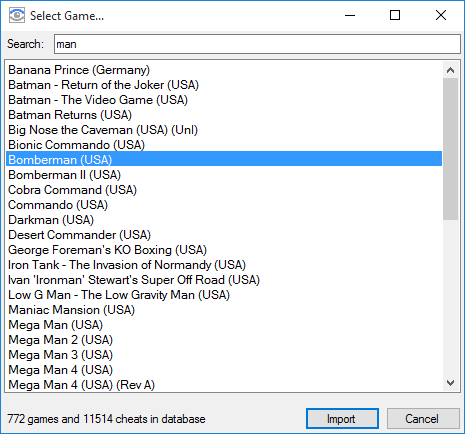 Select Game...
Search:
man
Banana Prince (Germany)
Batman - Return of the Joker (USA)
Batman - The Video Game (USA)
Batman Returns (USA)
Big Nose the Caveman (USA) (Unl)
Bionic Commando (USA)
Bomberman (USA)
Bomberman II (USA)
Cobra Command (USA)
Commando (USA)
Darkman (USA)
Desert Commander (USA)
George Foreman's KO Boxing (USA)
Iron Tank - The Invasion of Normandy (USA)
Ivan 'Ironman' Stewart's Super Off Road (USA)
Low G Man - The Low Gravity Man (USA)
Maniac Mansion (USA)
Mega Man (USA)
Mega Man 2 (USA)
Mega Man 3 (USA)
Mega Man 4 (USA)
Mega Man 4 (USA) (Rev A)
772 games and 11514 cheats in database
Import
Cancel